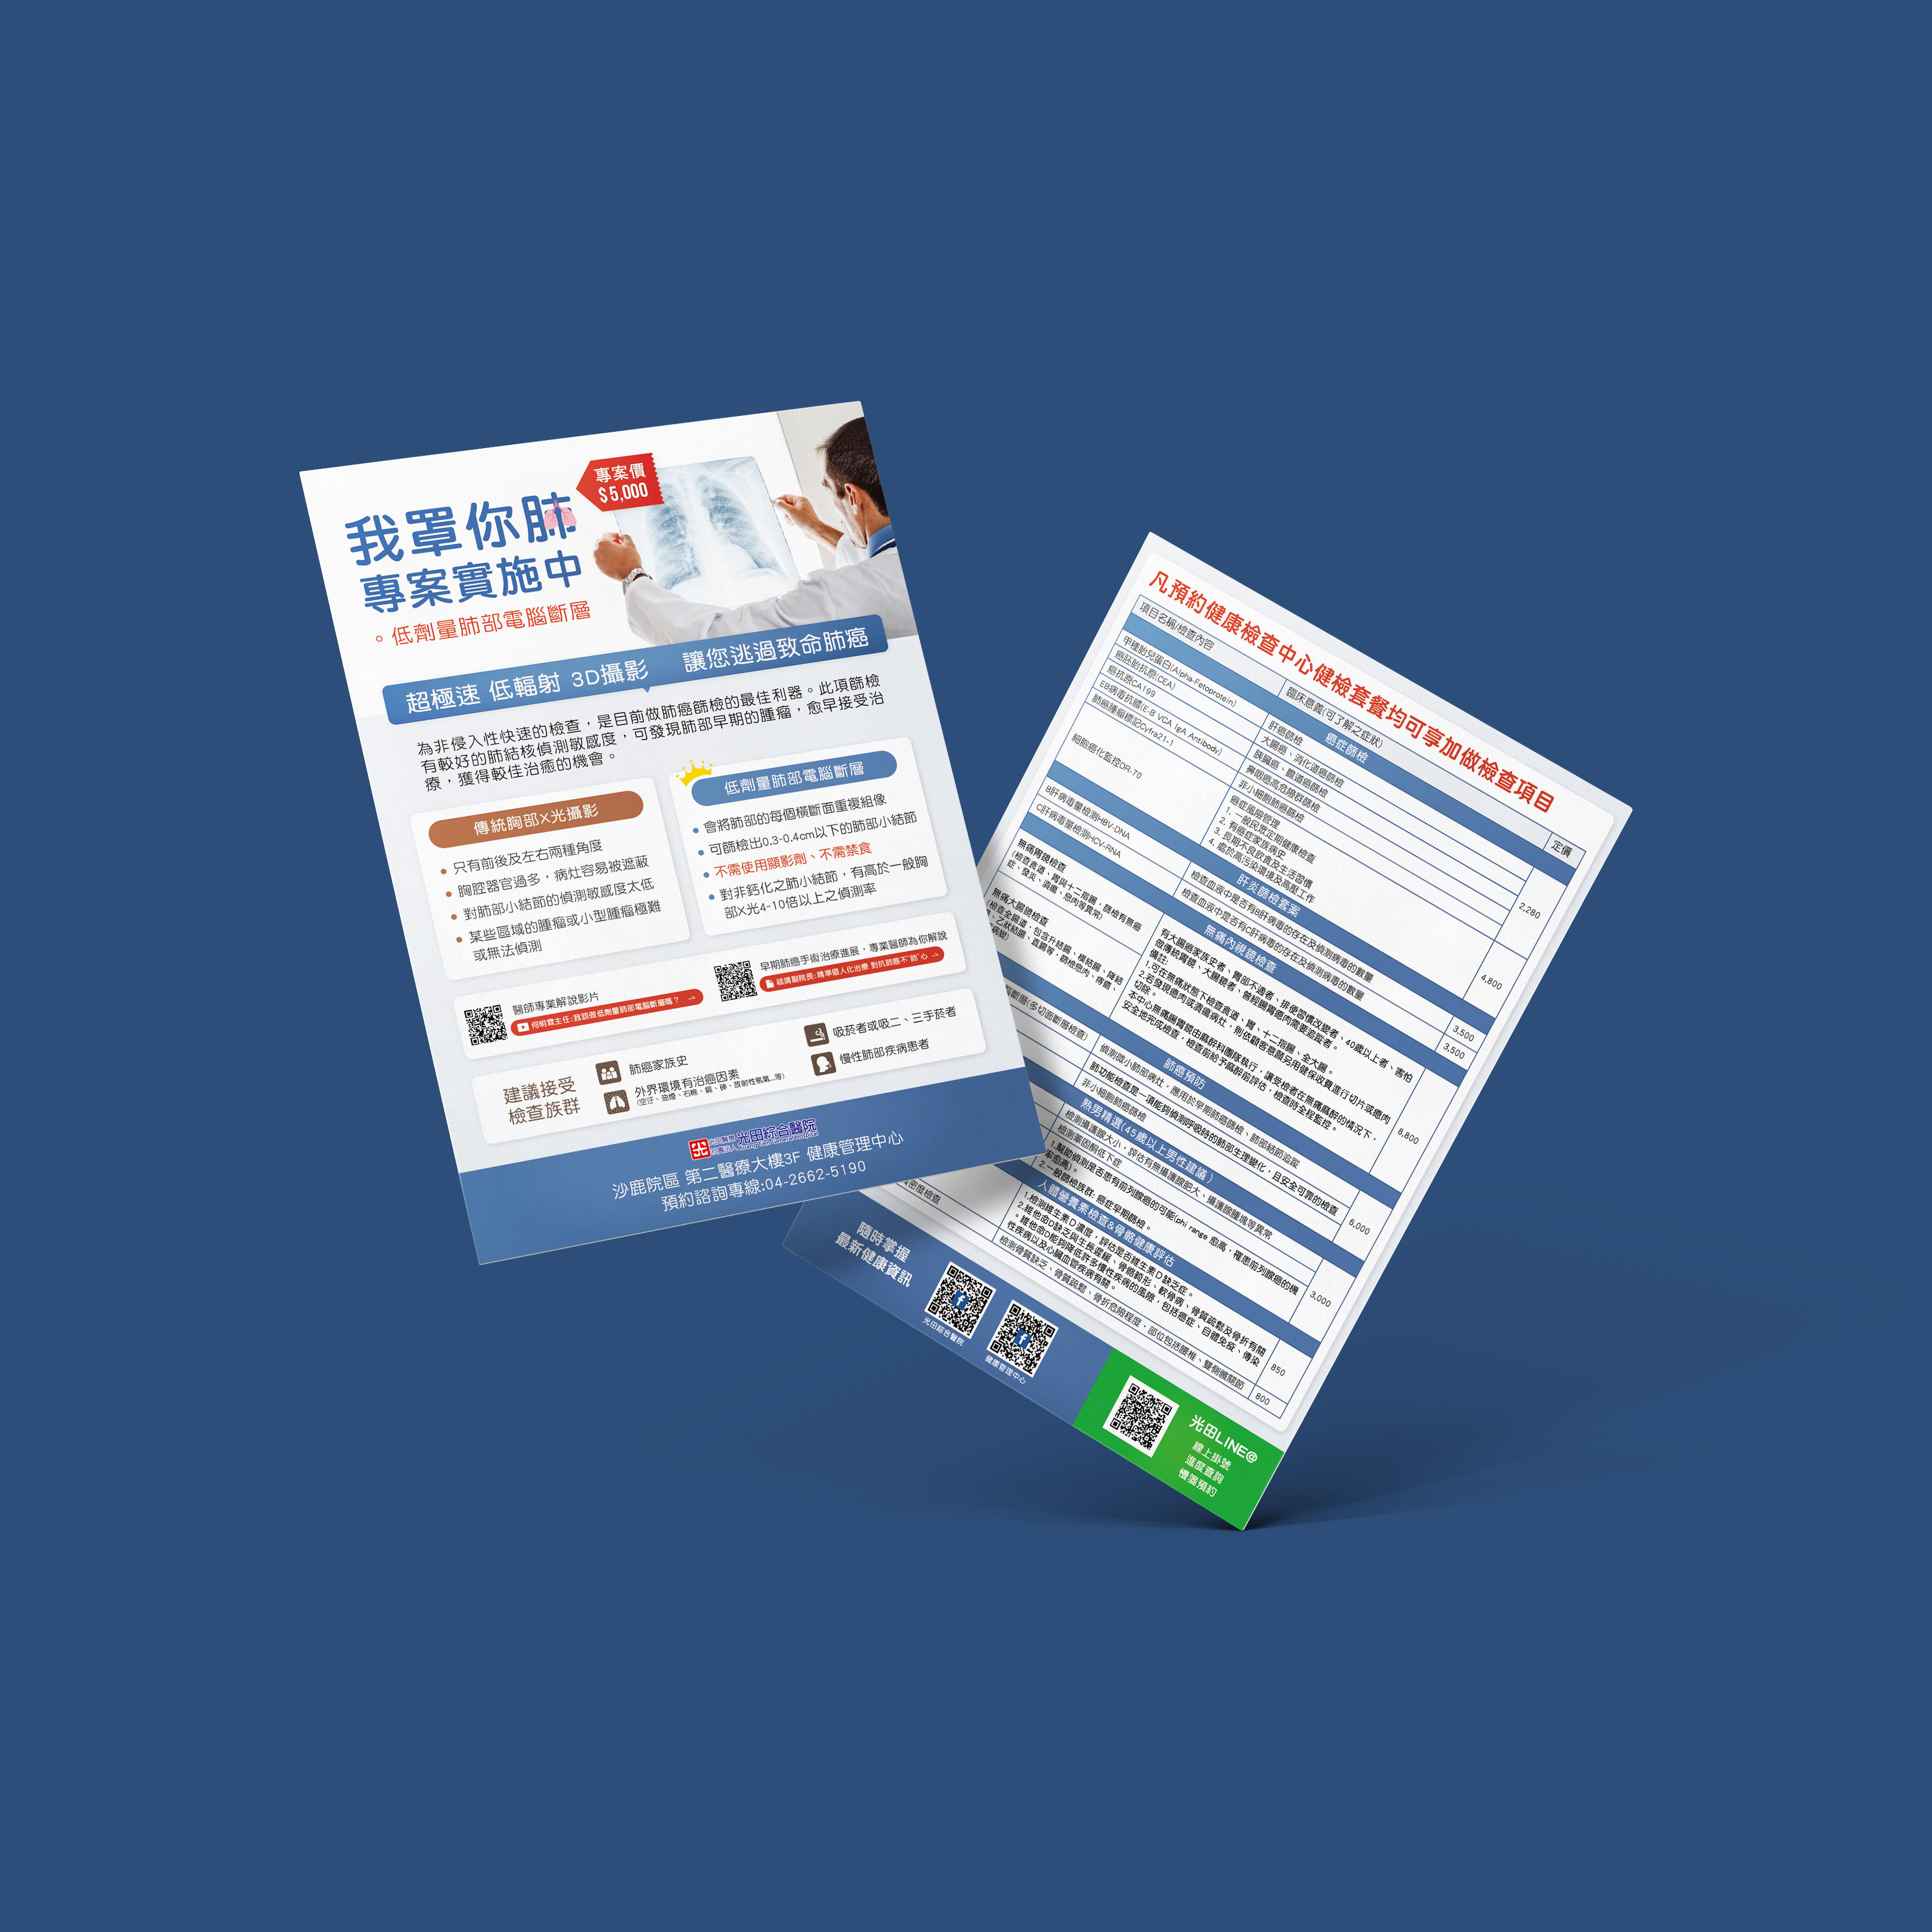 專案價
$5,000
我罩你肺
專案實施中
。低劑量肺部電腦斷層
超極速 低輻射 3D攝影 讓您逃過致命肺癌
為非侵入性快速的檢查，是目前做肺癌篩檢的最佳利器。此項篩檢
有較好的肺結核偵測敏感度，可發現肺部早期的腫瘤，愈早接受治
療，獲得較佳治癒的機會。
傳統胸部X光攝影
• 只有前後及左右兩種角度
• 胸腔器官過多，病灶容易被遮蔽
• 對肺部小結節的偵測敏感度太低
• 某些區域的腫瘤或小型腫瘤極難
或無法偵測
低劑量肺部電腦斷層
• 會將肺部的每個橫斷面重複組像
• 可篩檢出0.3-0.4cm以下的肺部小結節
• 不需使用顯影劑、不需禁食
• 對非鈣化之肺小結節，有高於一般胸
部X光4-10倍以上之偵測率
醫師專業解說影片
何明霖主任:我該做低劑量肺部電腦斷層嗎？
早期肺癌手術治療進展，專業醫師為你解說
副院長:精準個人化治療 對抗肺癌不"肺"心
建議接受
檢查族群
肺癌家族史
外界環境有治癌因素
(空汙、油煙、石棉、鎘、砷、放射性氡氣...等)
吸菸者或吸二、三手菸者
慢性肺部疾病患者
光田醫療社團法人 光田綜合醫院
Kuang Tien General Hospital
沙鹿院區 第二醫療大樓3F 健康管理中心
預約諮詢專線:04-2662-5190
凡預約健康檢查中心健檢套餐均可享加做檢查項目
項目名稱/檢查內容 臨床意義(可了解之症狀) 定價
癌症篩檢
甲種胎兒蛋白(Alpha-Fetoprotein) 肝癌篩檢
癌胚胎抗原(CEA) 大腸癌、消化道癌篩檢
癌抗原CA199 胰臟癌、膽道癌篩檢
EB病毒抗體(E-B VCA IgA Antibody) 鼻咽癌高危險群篩檢
肺癌腫瘤標記Cyfra21-1 非小細胞肺癌篩檢
2,280
細胞癌化監控DR-70
癌症風險管理
1. 一般民眾定期健康檢查
2. 有癌症家族病史
3. 長期不良飲食及生活習慣
4. 處於高污染環境及高壓工作
4,800
肝炎篩檢套案
B肝病毒量檢測HBV-DNA 檢查血液中是否有B肝病毒的存在及偵測病毒的數量 3,500
C肝病毒量檢測HCV-RNA 檢查血液中是否有C肝病毒的存在及偵測病毒的數量 3,500
無痛內視鏡檢查
無痛胃鏡檢查
(檢查食道、胃與十二指腸，篩檢有無癌
症、發炎、潰瘍、瘜肉等異常)
無痛大腸鏡檢查
(檢查全腸道，包含升結腸、橫結腸、降結
腸、乙狀結腸、直腸等，篩檢瘜肉、痔瘡、
病變)
有大腸癌家族史者、胃部不適者、排便習慣改變者、40歲以上者、害怕
做傳統胃鏡、大腸鏡者、曾經腸胃瘜肉需要追蹤者。
備註:
1.可在無痛狀態下檢查食道、胃、十二指腸、全大腸。
2.若發現瘜肉或潰瘍病灶，則依顧客意願另用健保收費進行切片或瘜肉
切除。
本中心無痛腸胃鏡由麻醉科團隊執行，讓受檢者在無痛麻醉的情況下，
安全地完成檢查，檢查前給予麻醉前評估，檢查時全程監控。
8,800
肺癌預防
斷層(多切面斷層檢查) 偵測微小肺部病灶，應用於早期肺癌篩檢、肺部結節追蹤
肺功能檢查是一項能夠偵測呼吸時的肺部生理變化，且安全可靠的檢查
非小細胞肺癌篩檢
6,000
熟男精選(45歲以上男性建議)
檢測攝護腺大小，評估有無攝護腺肥大、攝護腺腫塊等異常
檢測睪固酮低下症
1.幫助偵測是否患有前列腺癌的可能(phi range 愈高，罹患前列腺癌的機
率愈高)。
2.一般篩檢族群: 癌症早期篩檢。
3,000
人體營養素檢查&骨骼健康評估
1.檢測維生素D濃度，評估是否維生素D缺乏症。
2.維他命D缺乏與生長遲緩、骨骼畸形、軟骨病、骨質疏鬆及骨折有關
。維他命D能夠降低許多慢性疾病的風險，包括癌症、自體免疫、傳染
性疾病以及心臟血管疾病有關。
850
密度檢查 檢測骨質缺乏、骨質疏鬆、骨折危險程度，部位包括腰椎、雙側髖關節 800
隨時掌握
最新健康資訊
光田綜合醫院
健康管理中心
光田LINE@
線上掛號
進度查詢
慢箋預約